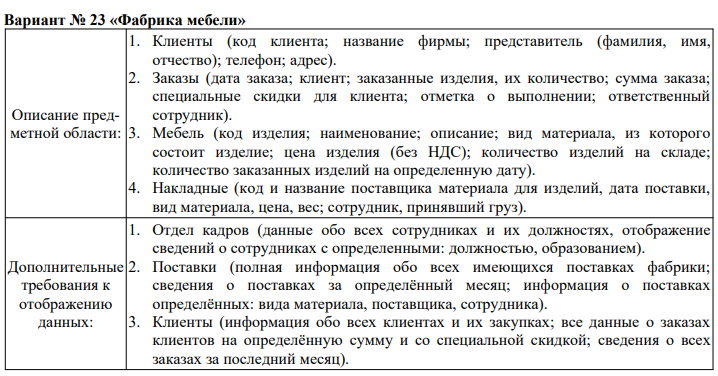 Вариант № 23 «Фабрика мебели»
Описание пред-
метной области:
1. Клиенты (код клиента; название фирмы; представитель (фамилия, имя,
отчество); телефон; адрес).
2. Заказы (дата заказа; клиент; заказанные изделия, их количество; сумма заказа;
специальные скидки для клиента; отметка о выполнении; ответственный
сотрудник).
3. Мебель (код изделия; наименование; описание; вид материала, из которого
состоит изделие; цена изделия (без НДС); количество изделий на складе;
количество заказанных изделий на определенную дату).
4. Накладные (код и название поставщика материала для изделий, дата поставки,
вид материала, цена, вес; сотрудник, принявший груз).
Дополнительные
требования к
отображению
данных:
1. Отдел кадров (данные обо всех сотрудниках и их должностях, отображение
сведений о сотрудниках с определенными: должностью, образованием).
2. Поставки (полная информация обо всех имеющихся поставках фабрики;
сведения о поставках за определённый месяц; информация о поставках
определённых: вида материала, поставщика, сотрудника).
3. Клиенты (информация обо всех клиентах и их закупках; все данные о заказах
клиентов на определённую сумму и со специальной скидкой; сведения о всех
заказах за последний месяц).